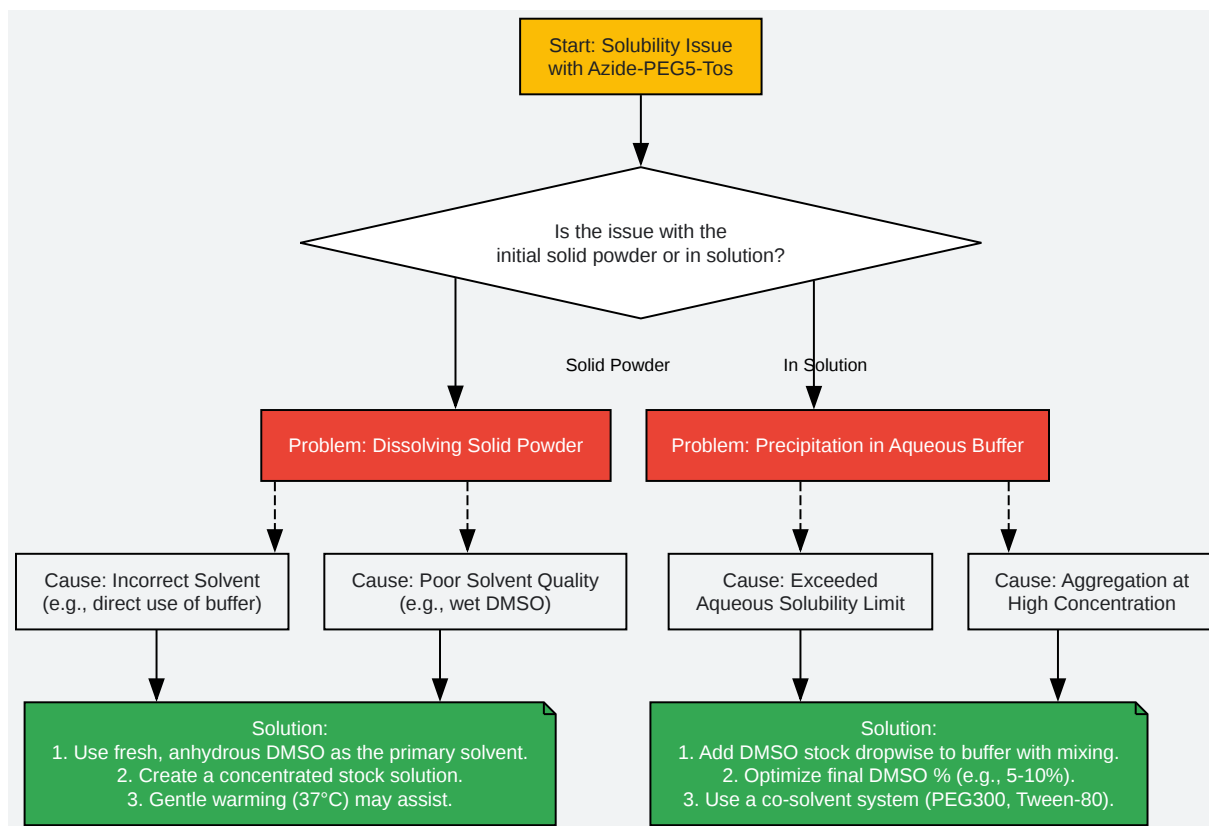 Start: Solubility Issue
with Azide-PEG5-Tos
Is the issue with the
initial solid powder or in solution?
Solid Powder
In Solution
Problem: Dissolving Solid Powder
Problem: Precipitation in Aqueous Buffer
Cause: Incorrect Solvent
(e.g., direct use of buffer)
Cause: Poor Solvent Quality
(e.g., wet DMSO)
Cause: Exceeded
Aqueous Solubility Limit
Cause: Aggregation at
High Concentration
Solution:
1. Use fresh, anhydrous DMSO as the primary solvent.
2. Create a concentrated stock solution.
3. Gentle warming (37°C) may assist.
Solution:
1. Add DMSO stock dropwise to buffer with mixing.
2. Optimize final DMSO % (e.g., 5-10%).
3. Use a co-solvent system (PEG300, Tween-80).